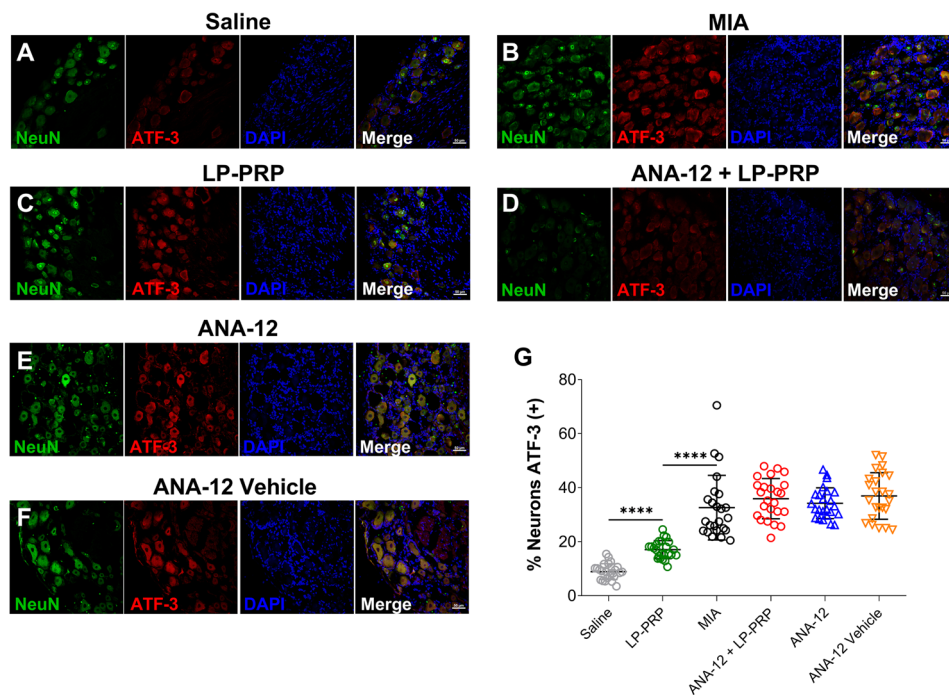 Saline
MIA
A
NeuN
ATF-3
DAPI
Merge
B
NeuN
ATF-3
DAPI
Merge
LP-PRP
ANA-12 + LP-PRP
C
NeuN
ATF-3
DAPI
Merge
D
NeuN
ATF-3
DAPI
Merge
ANA-12
E
NeuN
ATF-3
DAPI
Merge
ANA-12 Vehicle
F
NeuN
ATF-3
DAPI
Merge
G
% Neurons ATF-3 (+)
80
60
40
20
0
****
****
Saline
LP-PRP
MIA
ANA-12 + LP-PRP
ANA-12
ANA-12 Vehicle